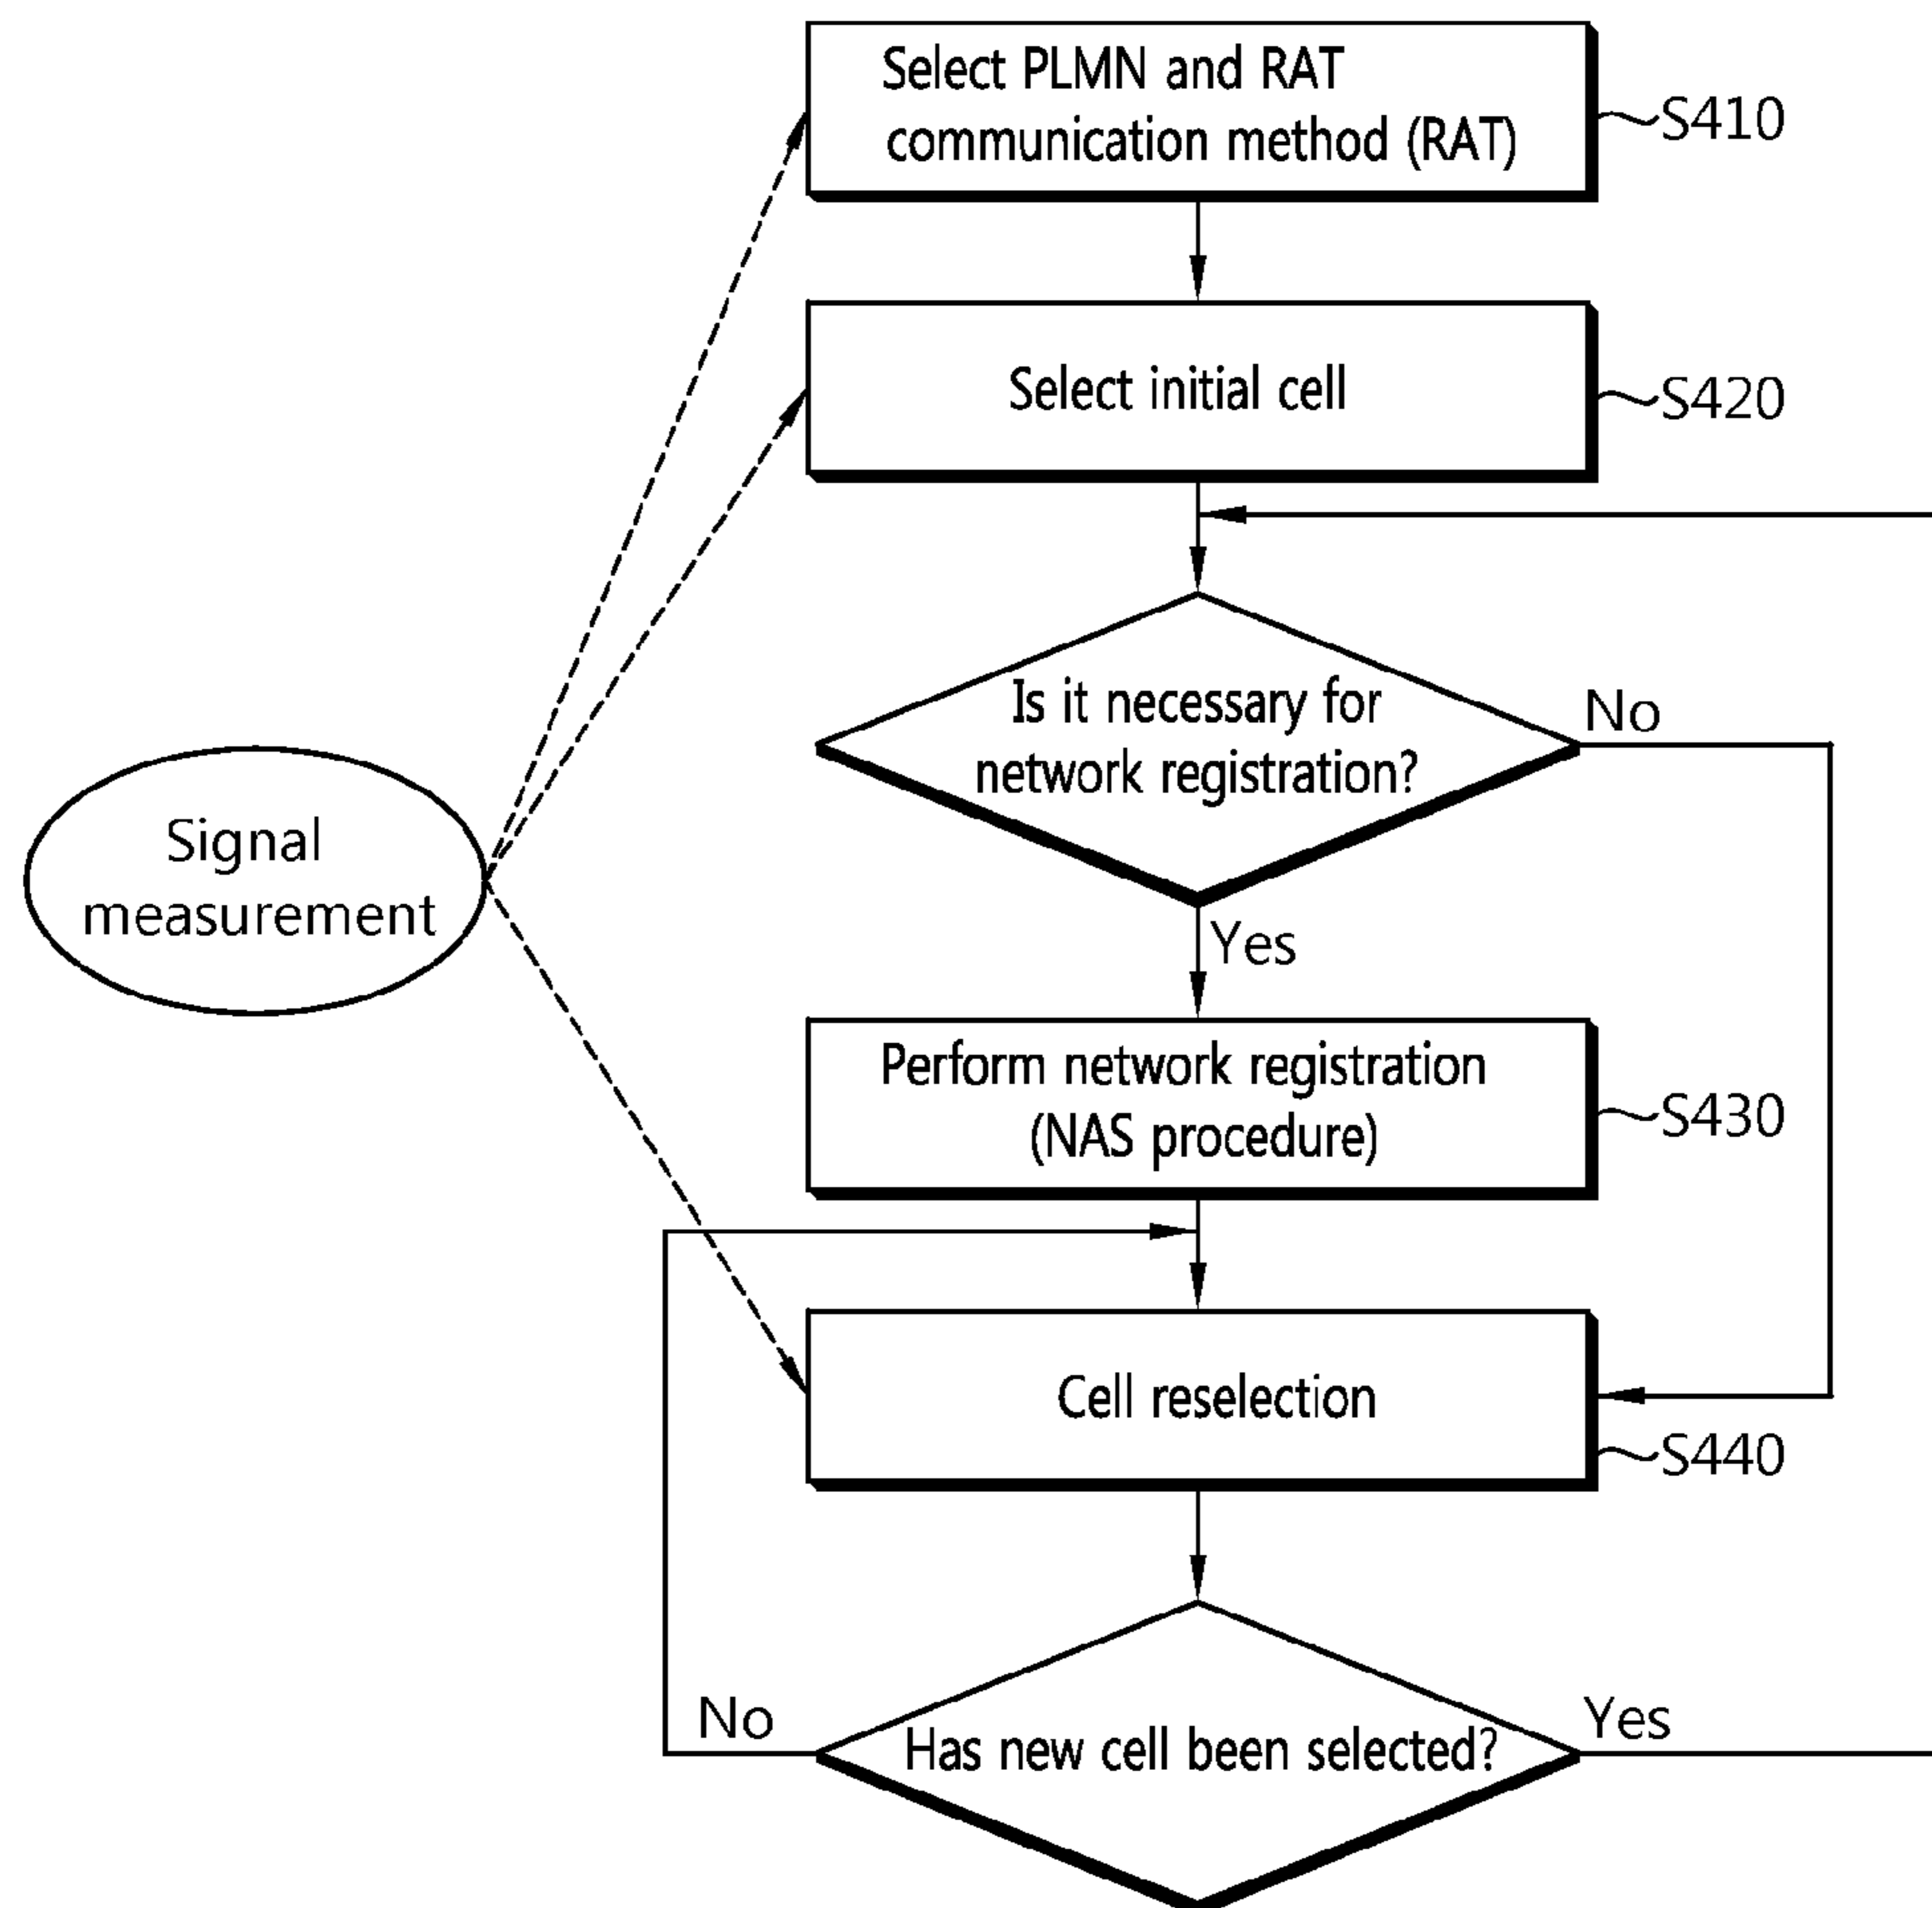 Select PLMN and RAT
communication method (RAT)
S410
Select initial cell
S420
Is it necessary for
network registration?
No
Signal
measurement
Yes
Perform network registration
(NAS procedure)
S430
Cell reselection
S440
No
Has new cell been selected?
Yes